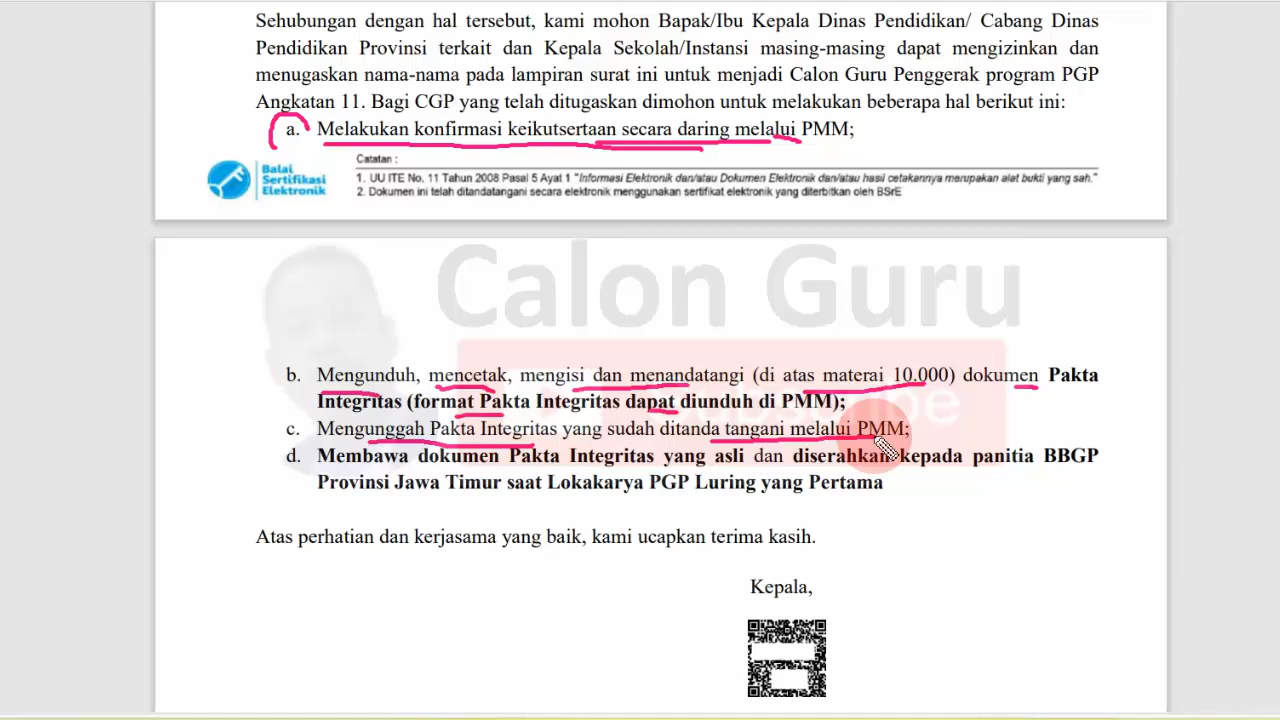 Sehubungan dengan hal tersebut, kami mohon Bapak/Ibu Kepala Dinas Pendidikan/ Cabang Dinas
Pendidikan Provinsi terkait dan Kepala Sekolah/Instansi masing-masing dapat mengizinkan dan
menugaskan nama-nama pada lampiran surat ini untuk menjadi Calon Guru Penggerak program PGP
Angkatan 11. Bagi CGP yang telah ditugaskan dimohon untuk melakukan beberapa hal berikut ini:
a. Melakukan konfirmasi keikutsertaan secara daring melalui PMM;
Balai
Sertifikasi
Elektronik
Catatan :
1. UU ITE No. 11 Tahun 2008 Pasal 5 Ayat 1 "Informasi Elektronik dan/atau Dokumen Elektronik dan/atau hasil cetakannya merupakan alat bukti yang sah."
2. Dokumen ini telah ditandatangani secara elektronik menggunakan sertifikat elektronik yang diterbitkan oleh BSrE
Calon Guru
b. Mengunduh, mencetak, mengisi dan menandatangi (di atas materai 10.000) dokumen Pakta
Integritas (format Pakta Integritas dapat diunduh di PMM);
Subscribe
c. Mengunggah Pakta Integritas yang sudah ditanda tangani melalui PMM;
d. Membawa dokumen Pakta Integritas yang asli dan diserahkan kepada panitia BBGP
Provinsi Jawa Timur saat Lokakarya PGP Luring yang Pertama
Atas perhatian dan kerjasama yang baik, kami ucapkan terima kasih.
Kepala,